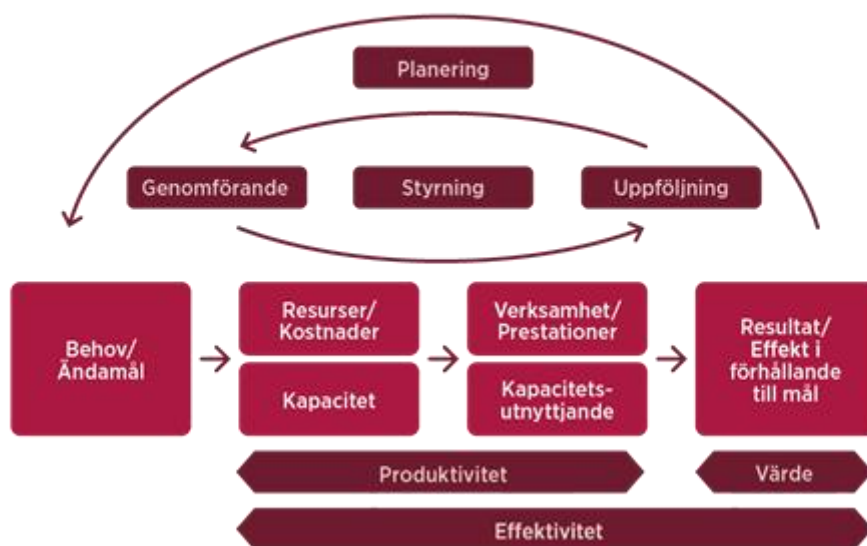 Planering
Genomförande
Styrning
Uppföljning
Behov/
Ändamål
Resurser/
Kostnader
Kapacitet
Verksamhet/
Prestationer
Kapacitets-
utnyttjande
Resultat/
Effekt i
förhållande
till mål
Produktivitet
Värde
Effektivitet